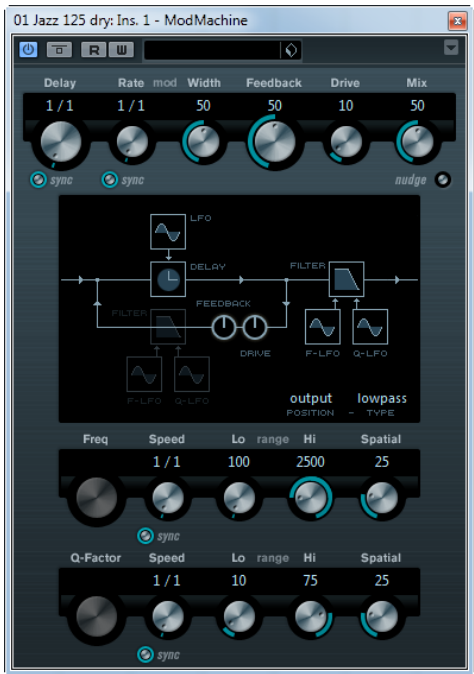 01 Jazz 125 dry: Ins. 1 - ModMachine
R W
Delay Rate mod Width Feedback Drive Mix
1 / 1 1 / 1 50 50 10 50
sync sync nudge
LFO
DELAY FILTER
FEEDBACK
FILTER
DRIVE F-LFO Q-LFO
F-LFO Q-LFO
output lowpass
POSITION - TYPE
Freq Speed Lo range Hi Spatial
1 / 1 100 2500 25
sync
Q-Factor Speed Lo range Hi Spatial
1 / 1 10 75 25
sync